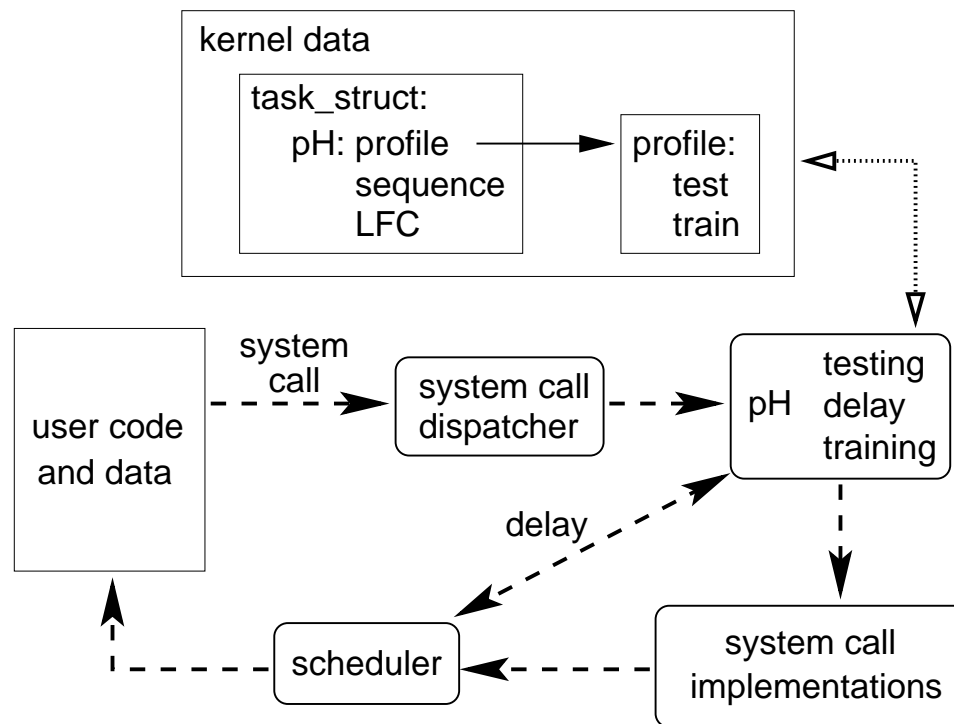 kernel data
task_struct:
pH: profile
sequence
LFC
profile:
test
train
system
call
user code
and data
system call
dispatcher
pH
testing
delay
training
delay
scheduler
system call
implementations